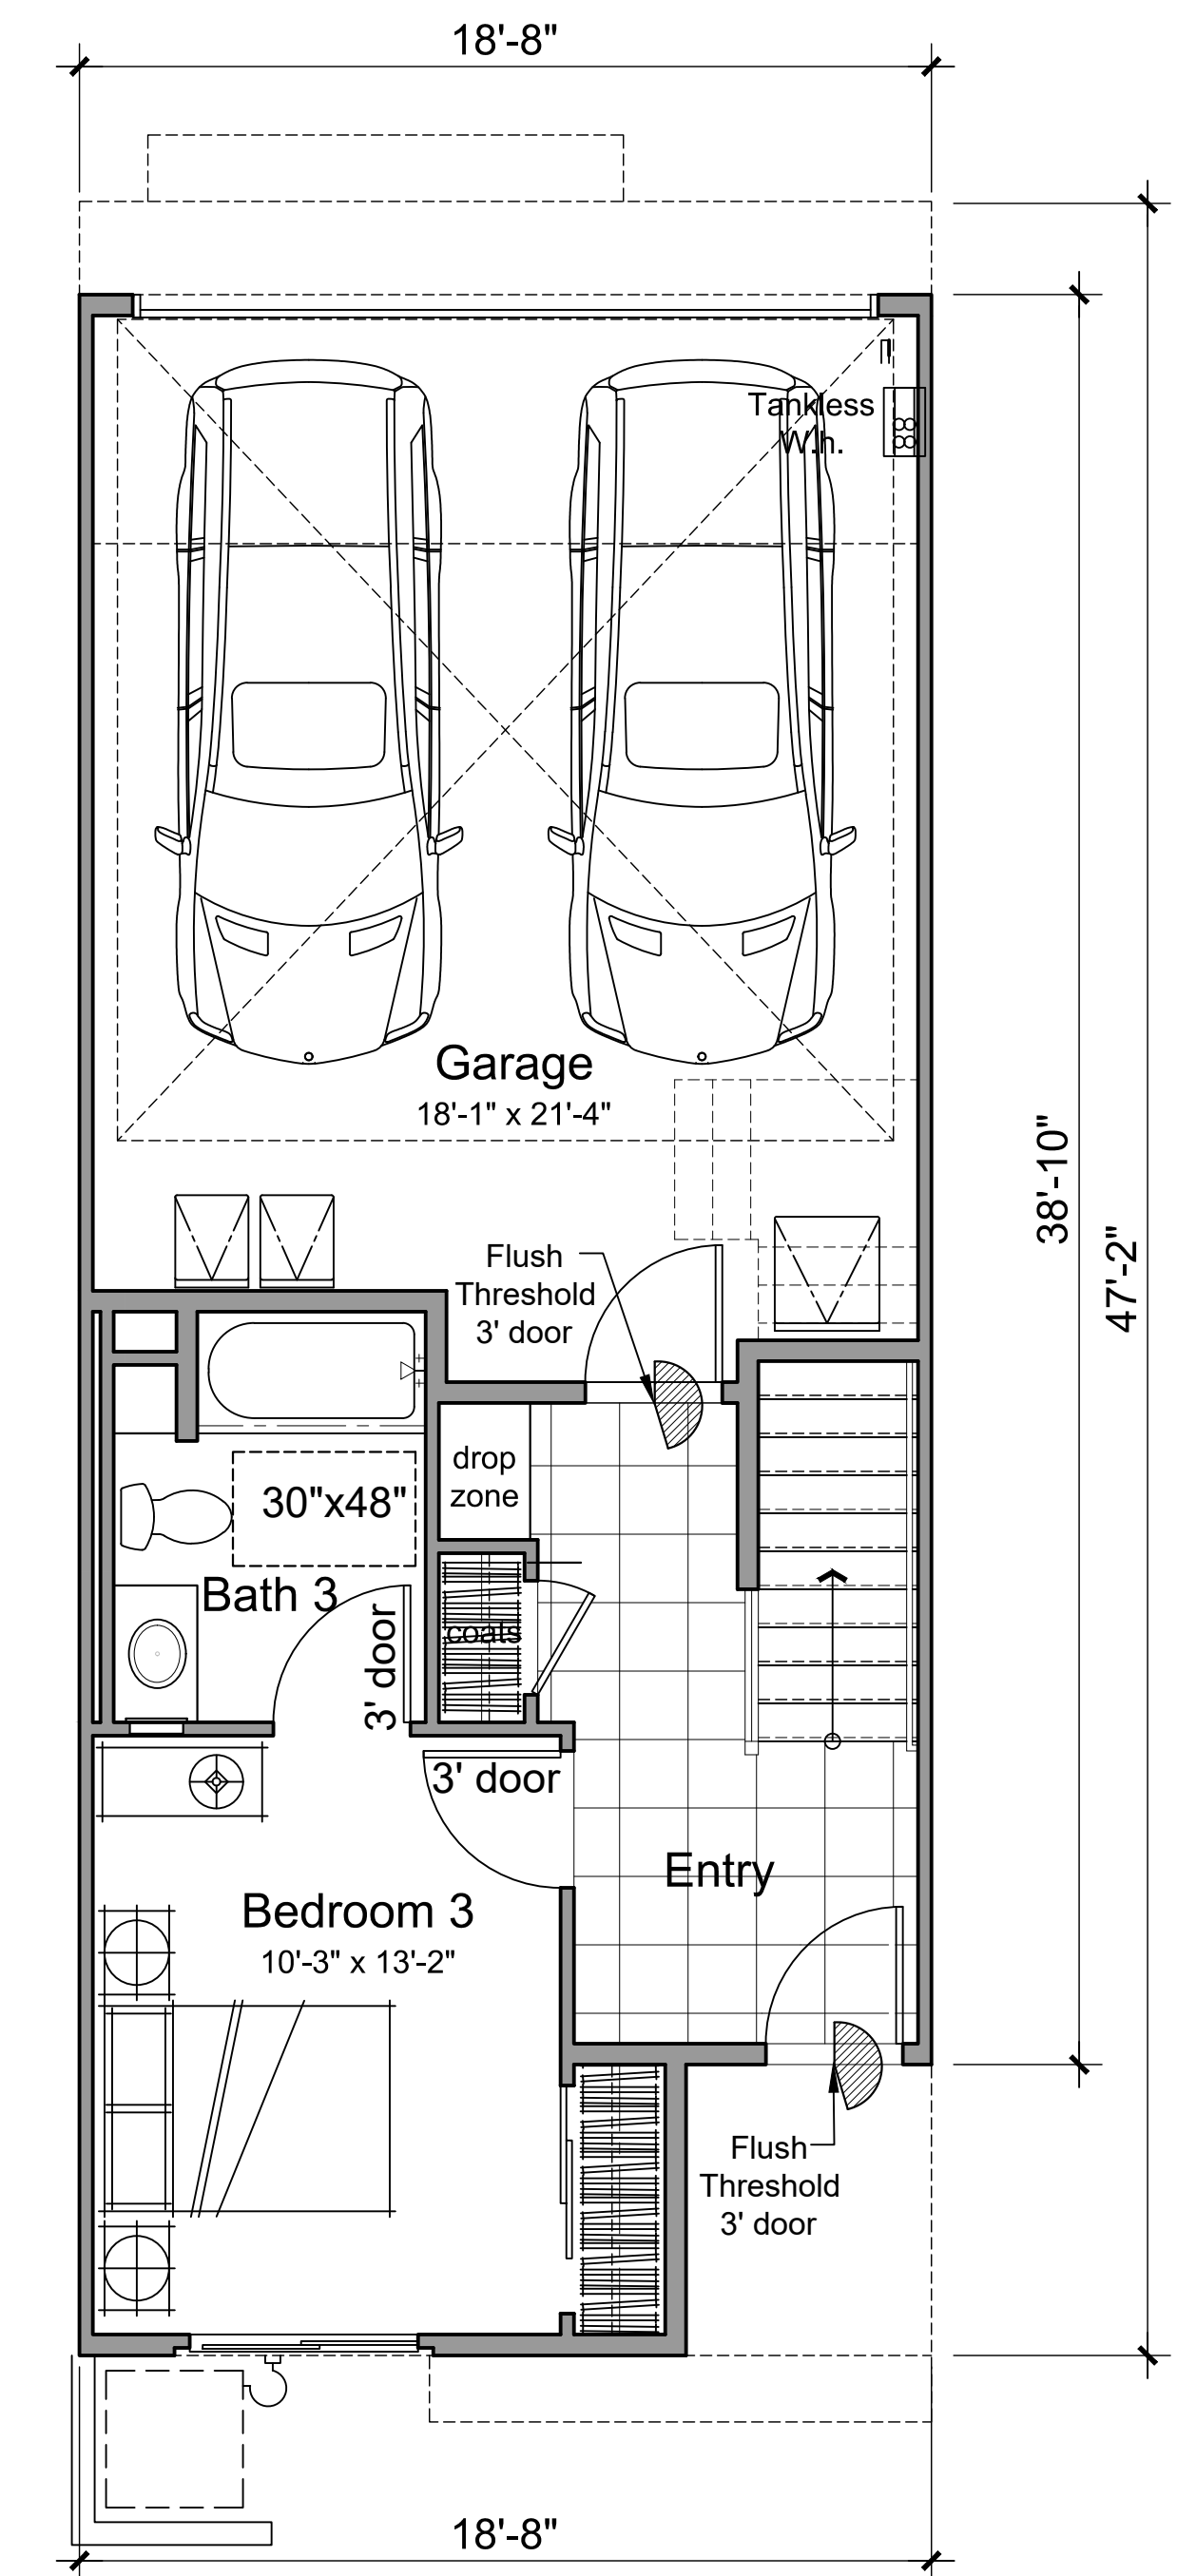 18'-8"
Tankless
W.h.
Garage
18'-1" x 21'-4"
38'-10"
47'-2"
Flush
Threshold
3' door
drop
zone
30"x48"
Bath 3
coats
3' door
3' door
Entry
Bedroom 3
10'-3" x 13'-2"
Flush
Threshold
3' door
18'-8"